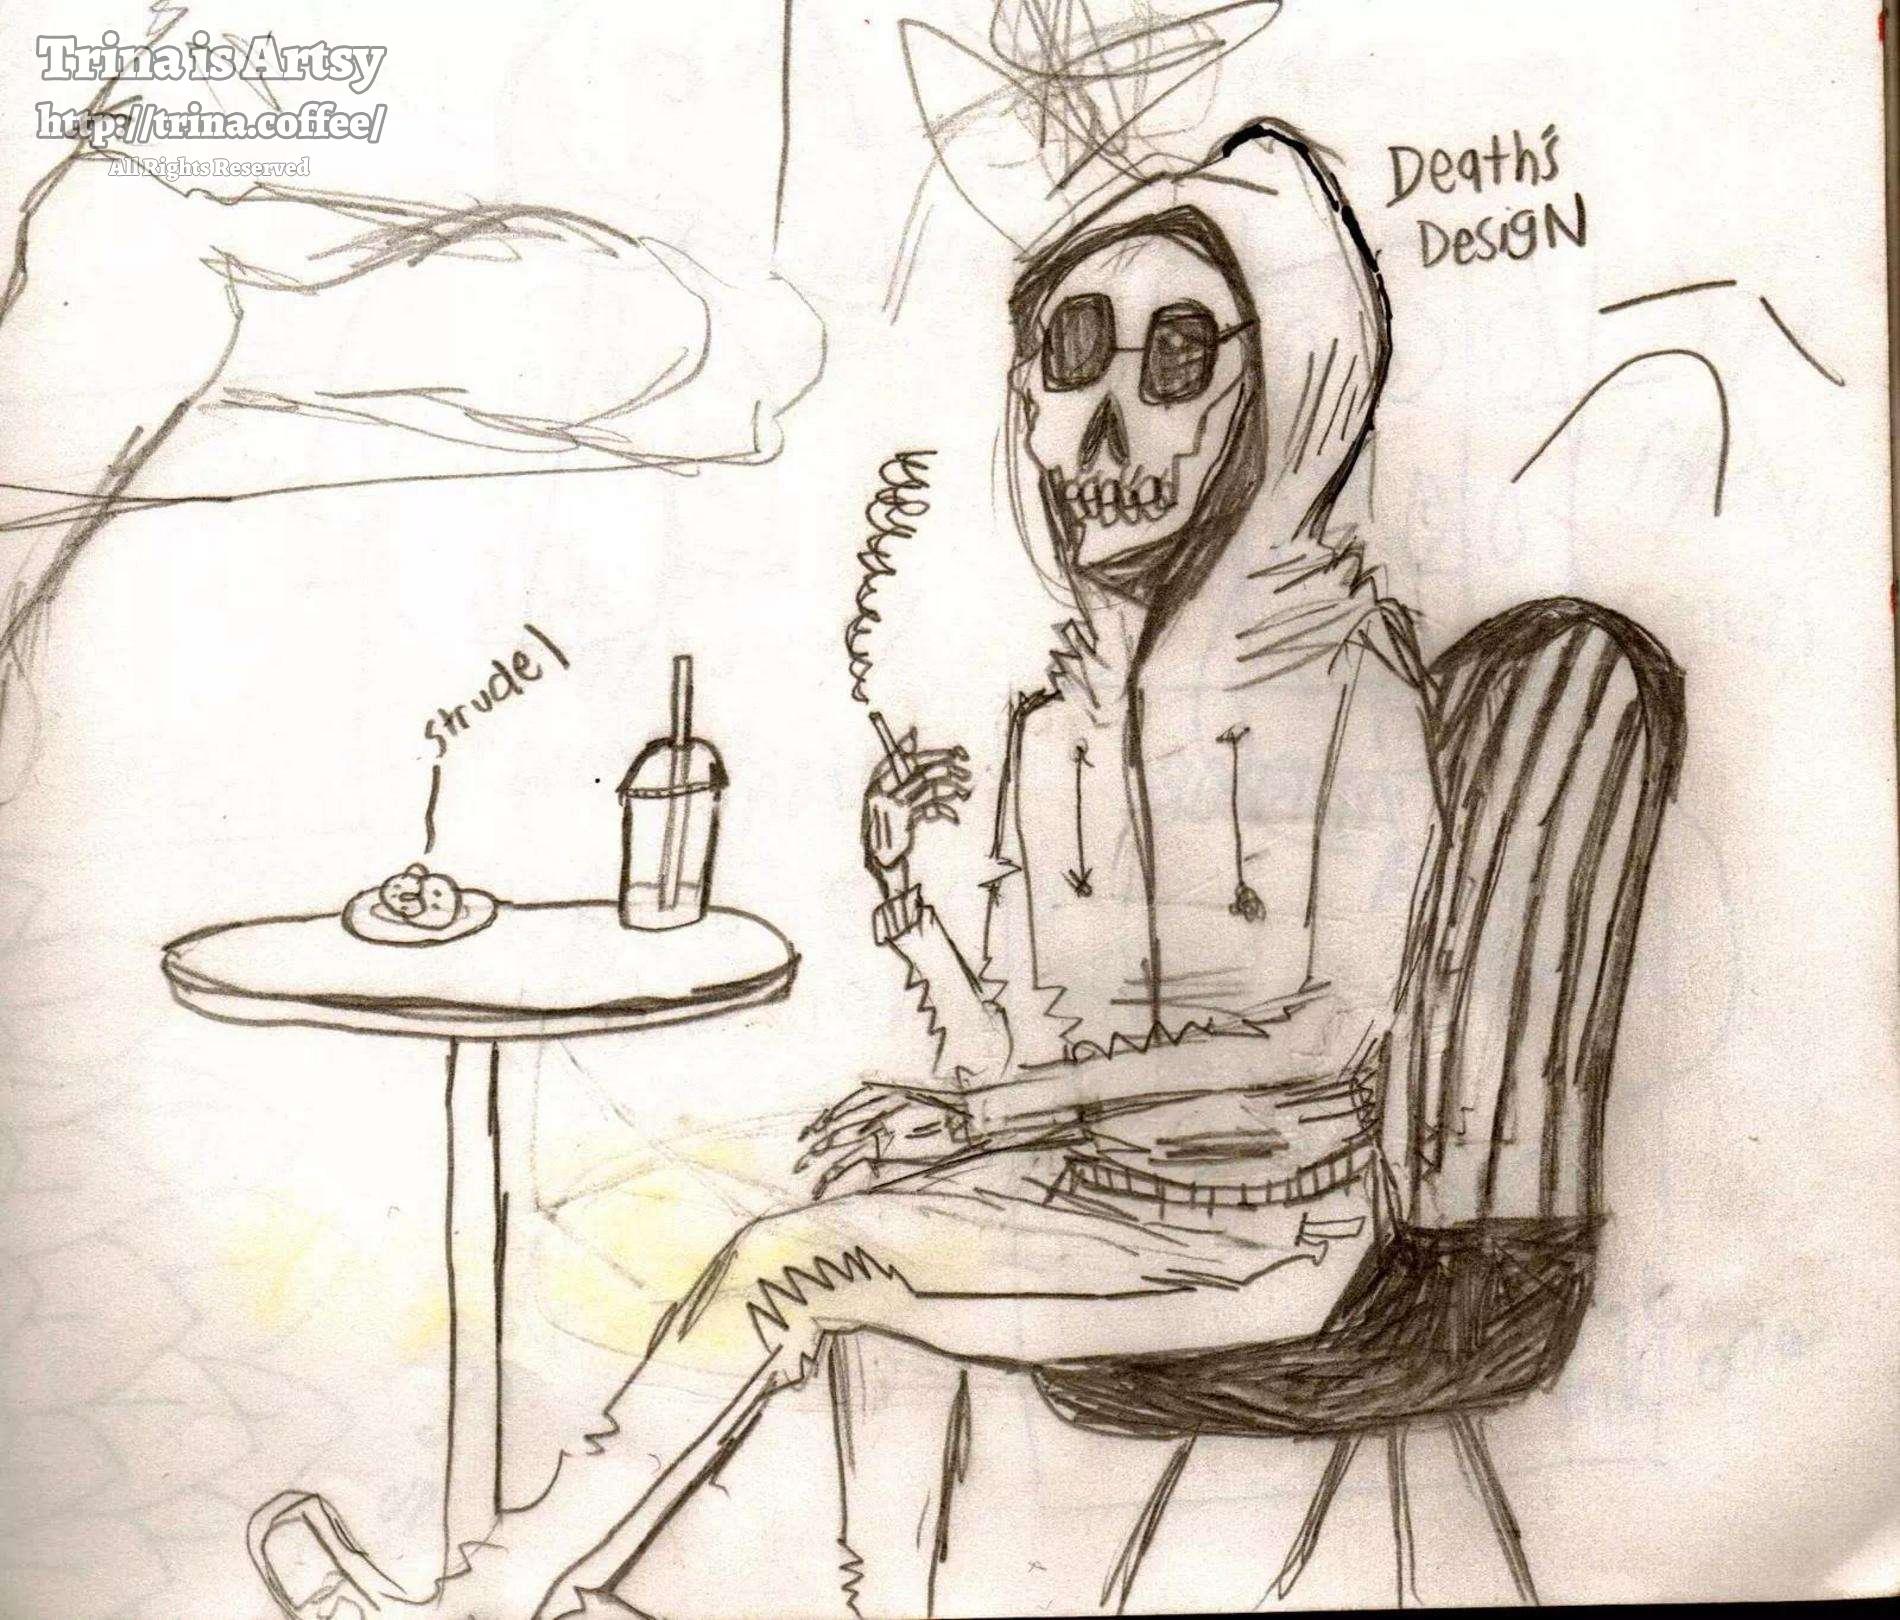 Trina is Artsy
http://trina.coffee/
All Rights Reserved
Death's
Design
strudel